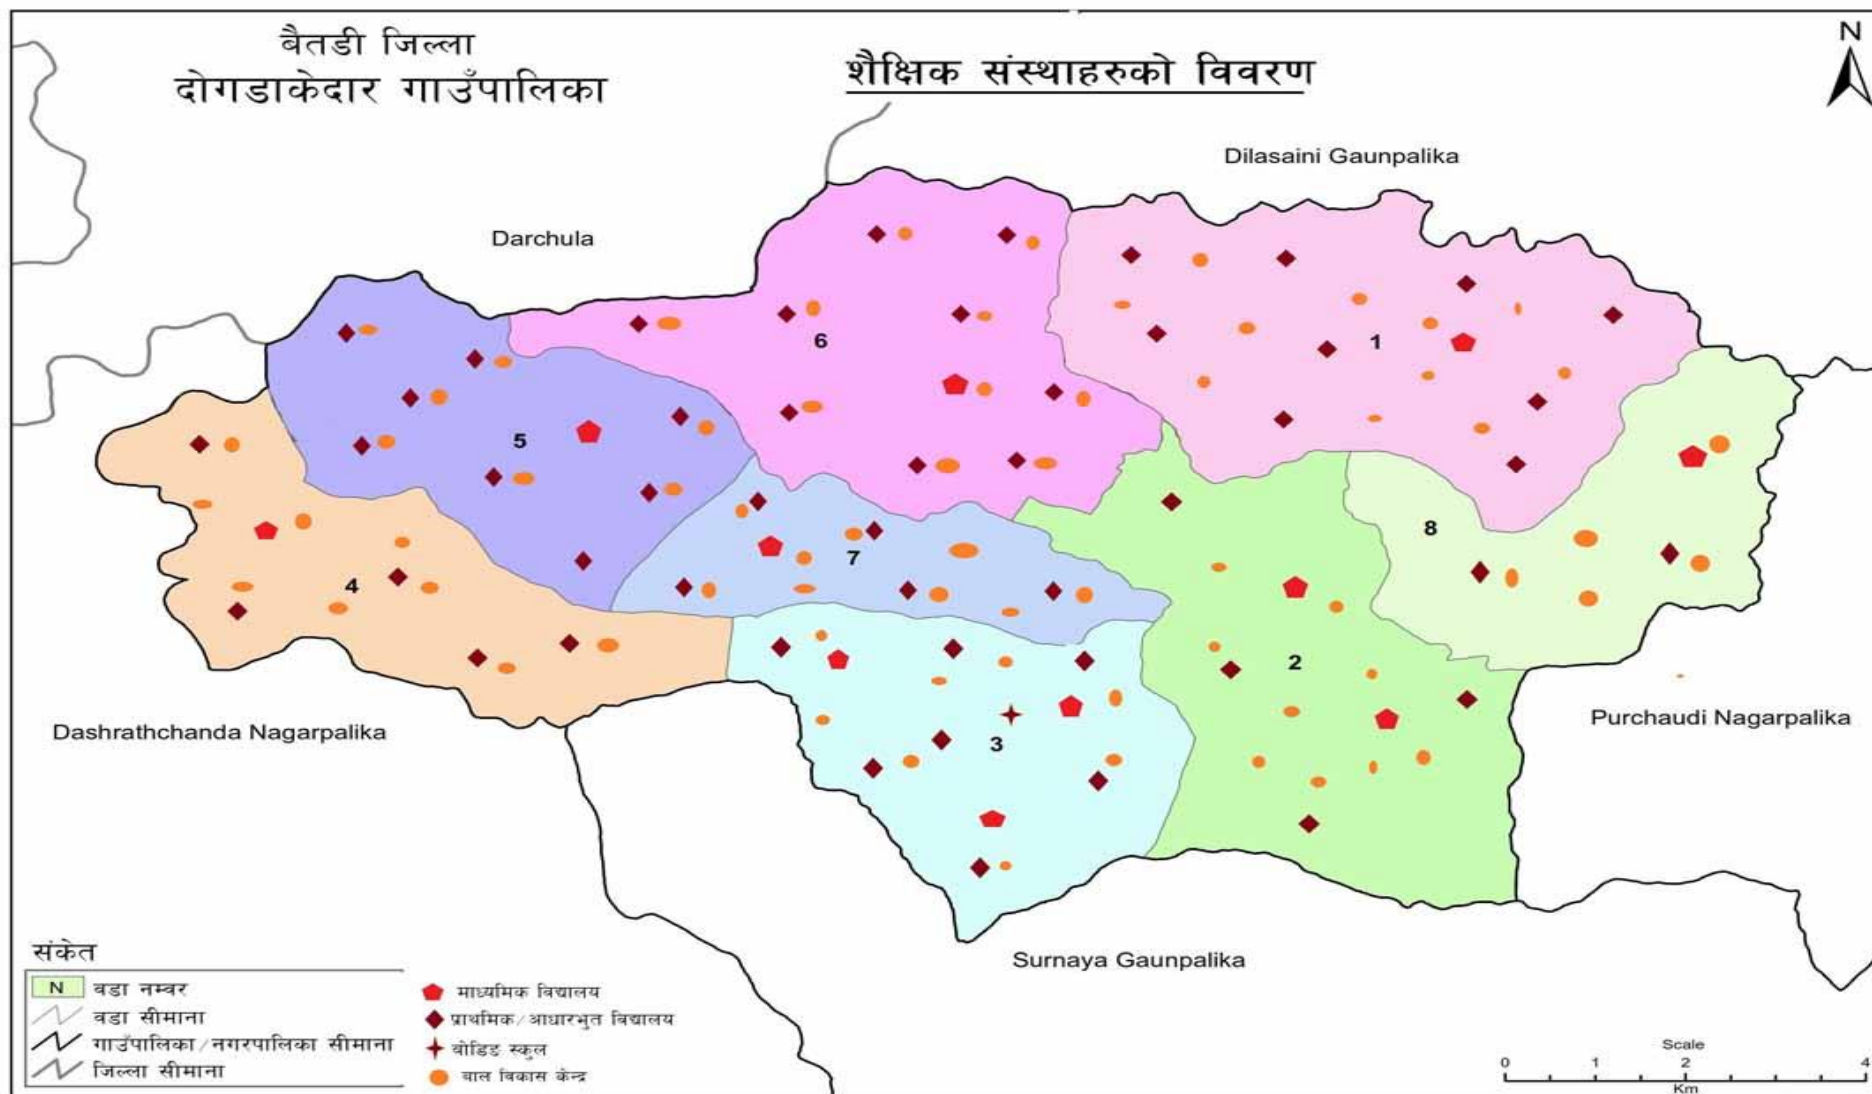 बैतडी जिल्ला
दोगडाकेदार गाउँपालिका
शैक्षिक संस्थाहरुको विवरण
N
Dilasaini Gaunpalika
Darchula
6
1
5
8
7
4
2
3
Dashrathchanda Nagarpalika
Purchaudi Nagarpalika
Surnaya Gaunpalika
संकेत
N वडा नम्वर
वडा सीमाना
गाउँपालिका/नगरपालिका सीमाना
जिल्ला सीमाना
माध्यमिक विद्यालय
प्राथमिक/आधारभुत विद्यालय
वोडिङ स्कुल
बाल विकास केन्द्र
Scale
0 1 2 4
Km